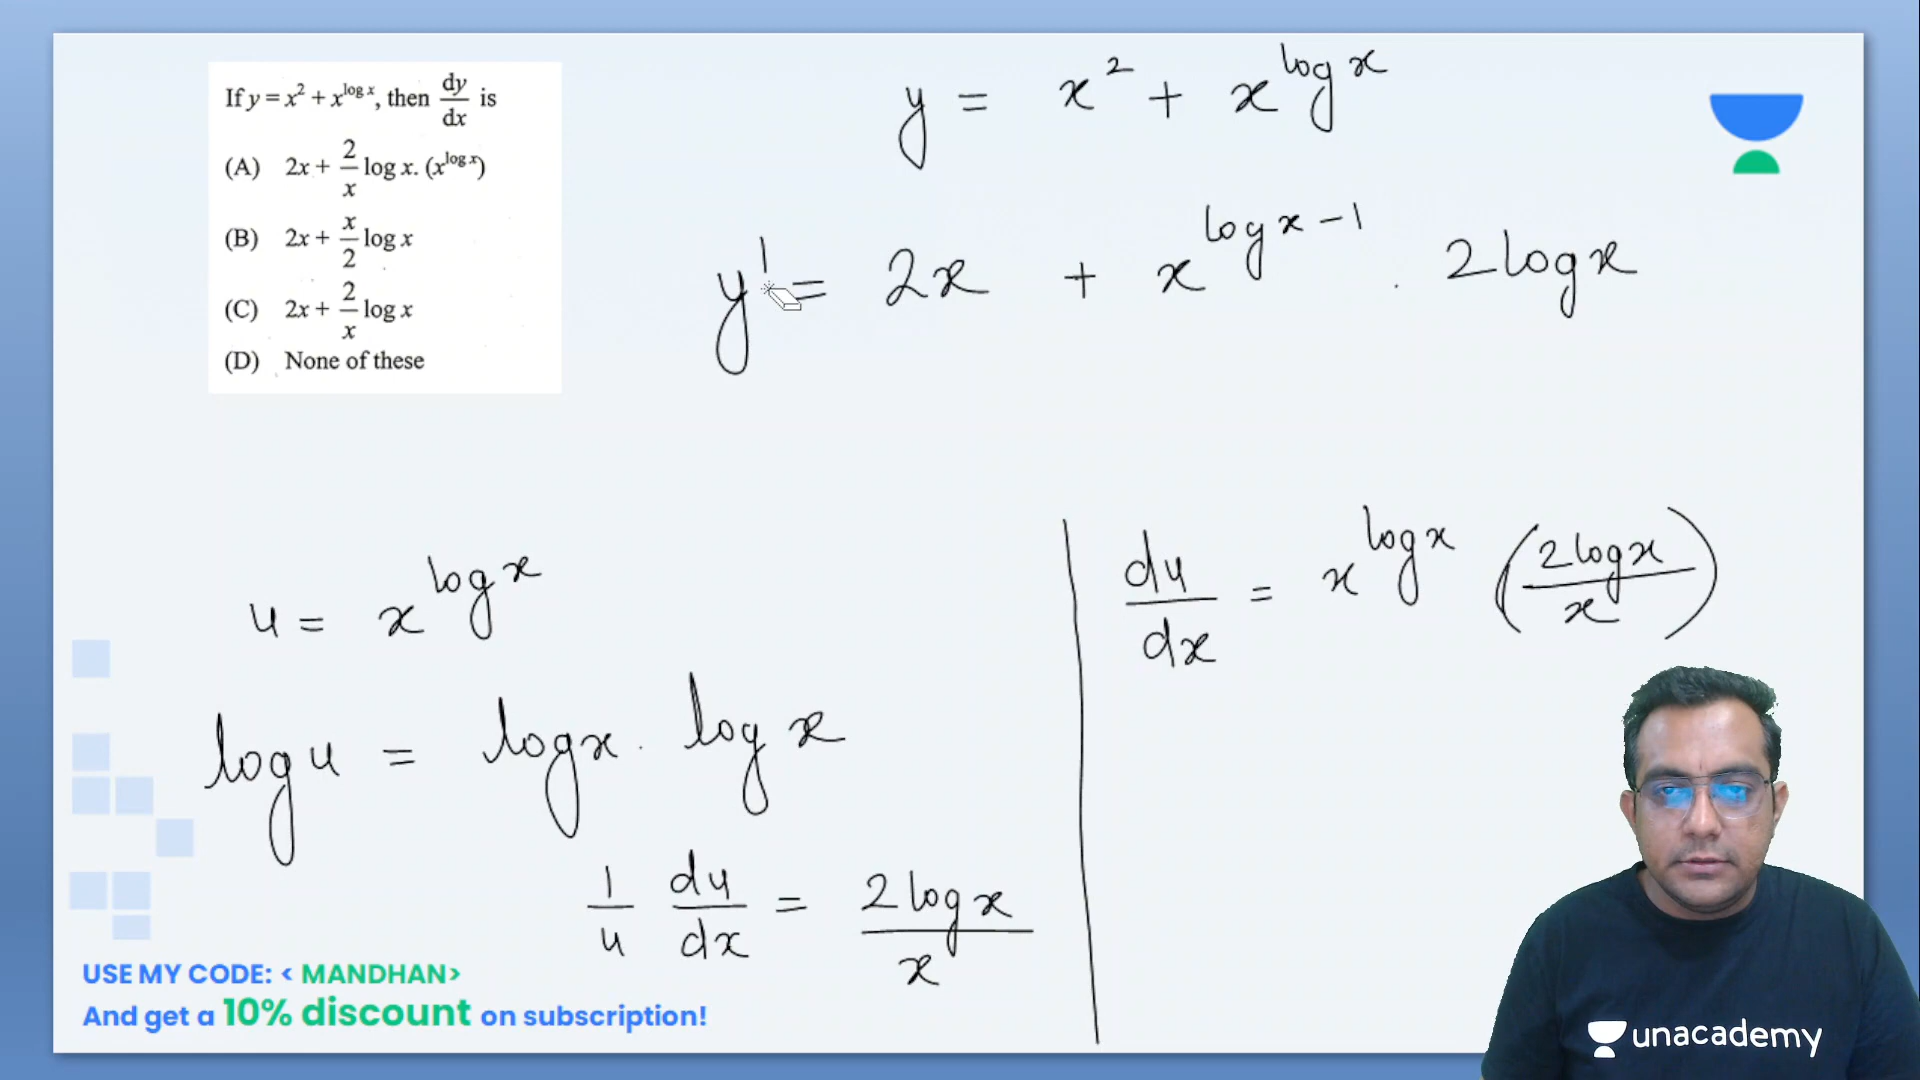 If y = x² + x^(log x), then dy/dx is
(A) 2x + 2/x log x. (x^(log x))
(B) 2x + x/2 log x
(C) 2x + 2/x log x
(D) None of these
y = x² + x^(log x)
y' = 2x + x^(log x - 1) . 2 log x
u = x^(log x)
log u = log x . log x
1/u du/dx = 2 log x / x
du/dx = x^(log x) (2 log x / x)
USE MY CODE: < MANDHAN>
And get a 10% discount on subscription!
unacademy